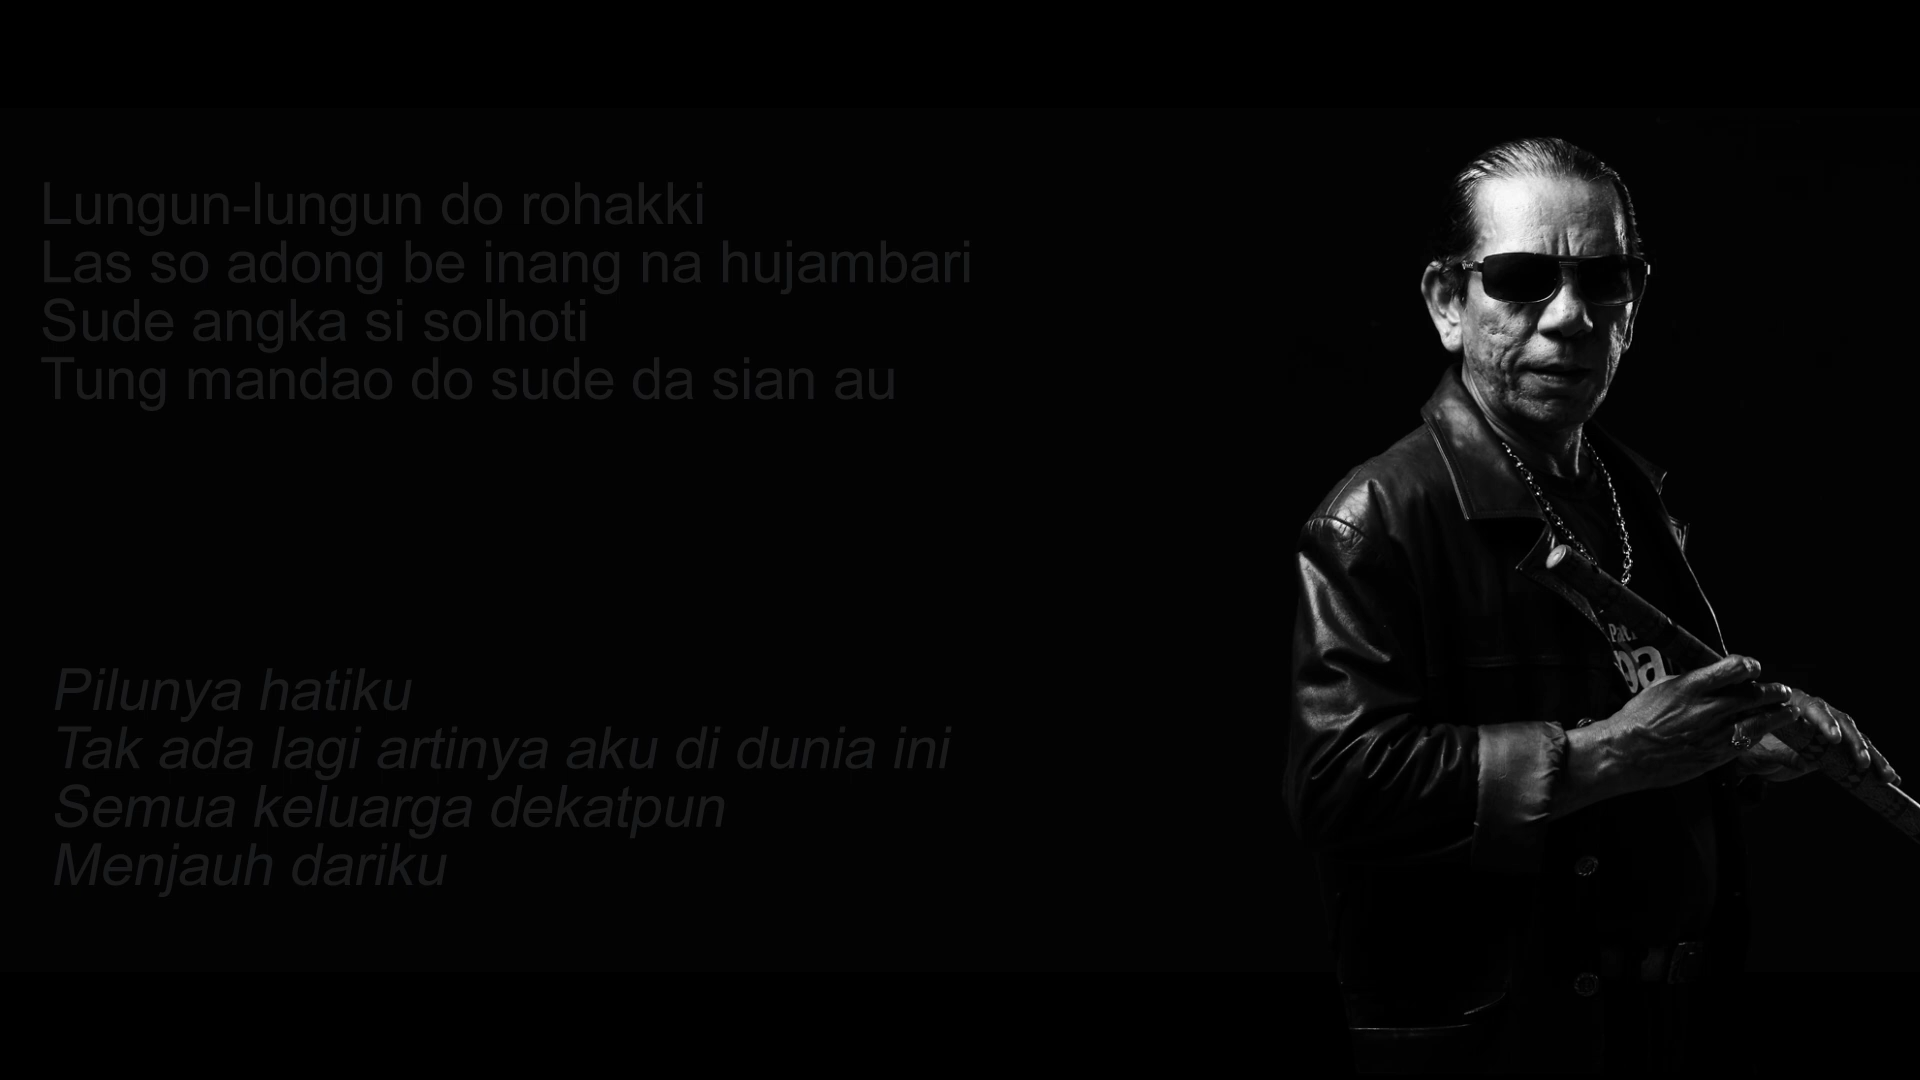 Lungun-lungun do rohakki
Las so adong be inang na hujambari
Sude angka si solhoti
Tung mandao do sude da sian au
Pilunya hatiku
Tak ada lagi artinya aku di dunia ini
Semua keluarga dekatpun
Menjauh dariku